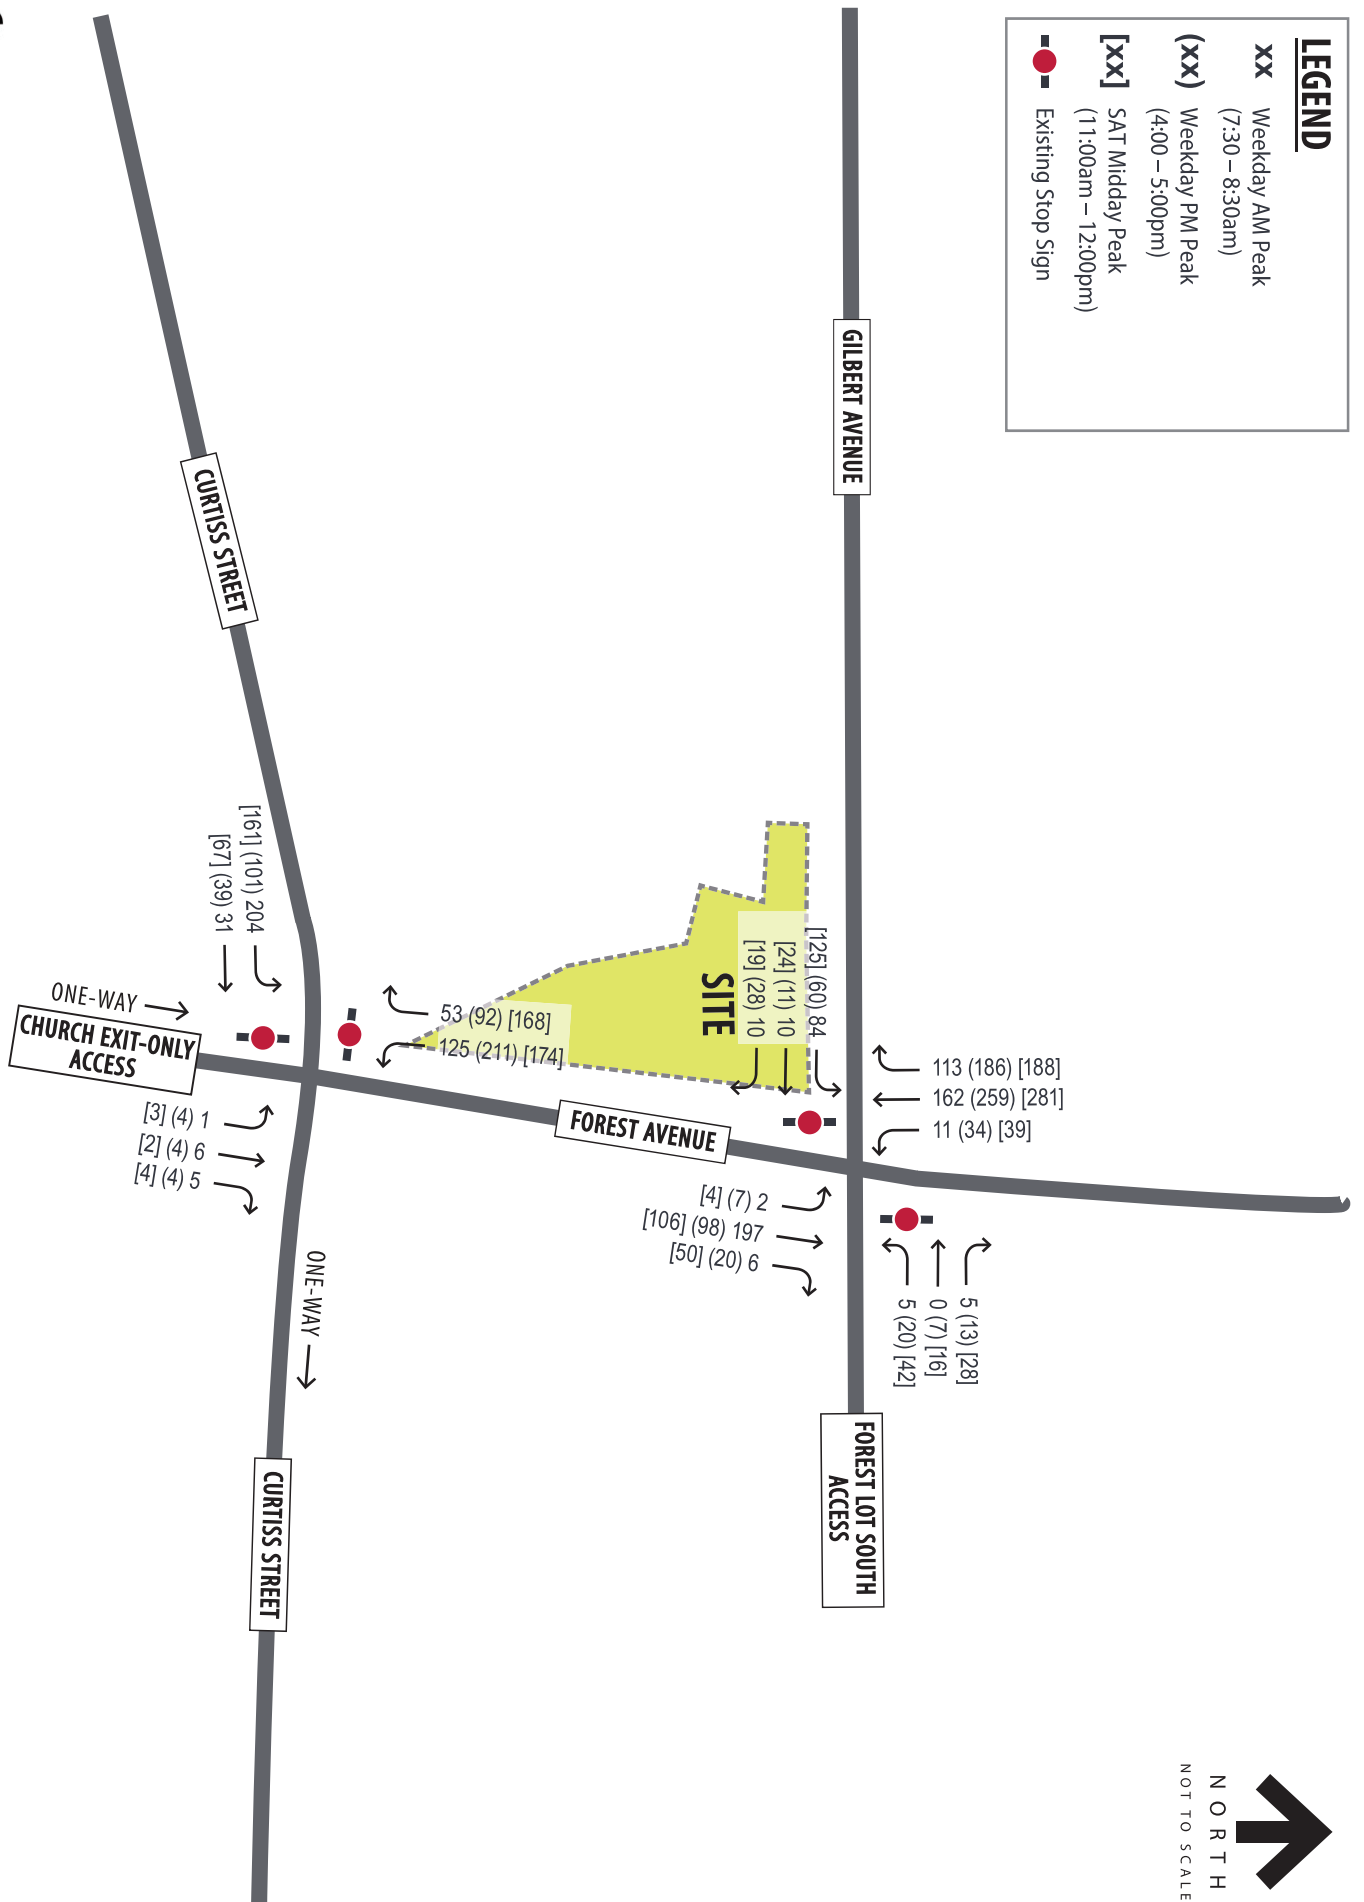 LEGEND
xx Weekday AM Peak
(7:30 – 8:30am)
(xx) Weekday PM Peak
(4:00 – 5:00pm)
[xx] SAT Midday Peak
(11:00am – 12:00pm)
Existing Stop Sign
GILBERT AVENUE
CURTISS STREET
113 (186) [188]
162 (259) [281]
11 (34) [39]
[125] (60) 84
[24] (11) 10
[19] (28) 10
SITE
53 (92) [168]
125 (211) [174]
[161] (101) 204
[67] (39) 31
ONE-WAY
CHURCH EXIT-ONLY
ACCESS
[3] (4) 1
[2] (4) 6
[4] (4) 5
FOREST AVENUE
[4] (7) 2
[106] (98) 197
[50] (20) 6
5 (13) [28]
0 (7) [16]
5 (20) [42]
ONE-WAY
FOREST LOT SOUTH
ACCESS
CURTISS STREET
NORTH
NOT TO SCALE